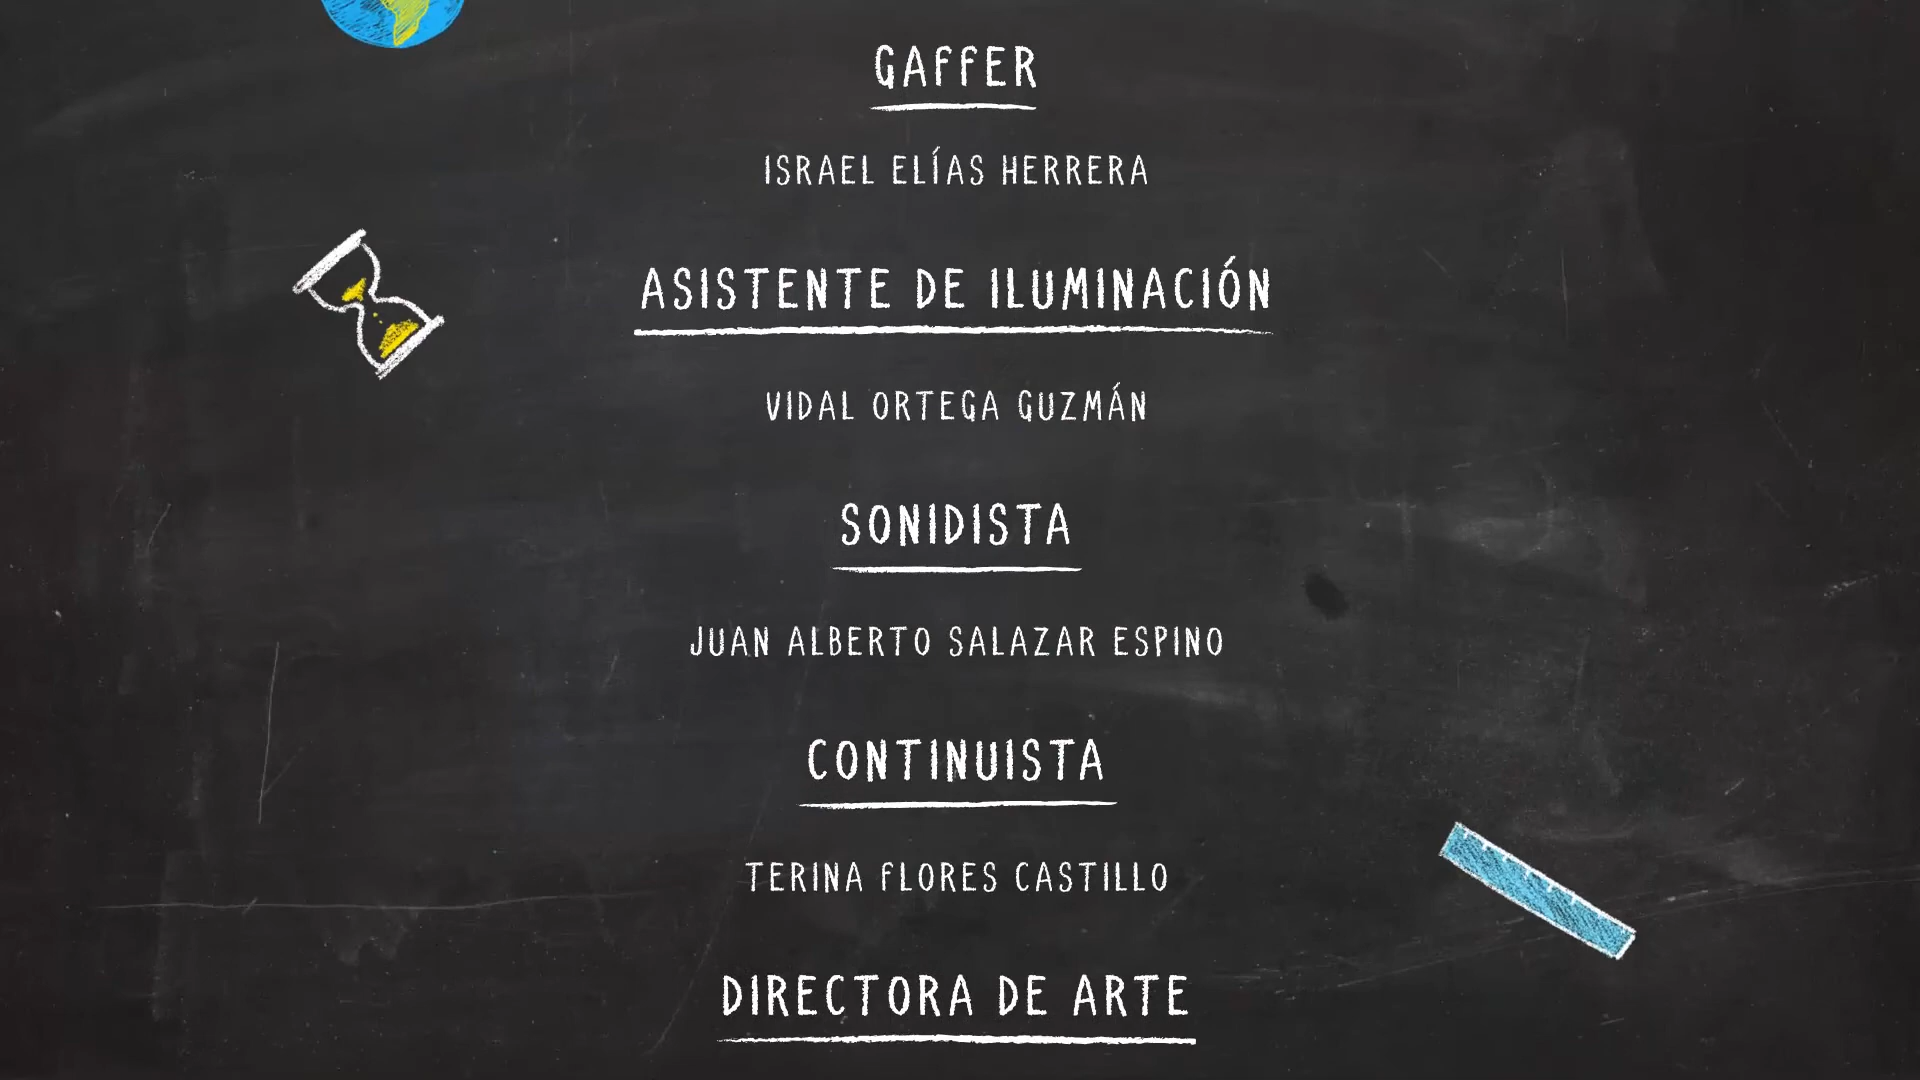 GAFFER
ISRAEL ELÍAS HERRERA
ASISTENTE DE ILUMINACIÓN
VIDAL ORTEGA GUZMÁN
SONIDISTA
JUAN ALBERTO SALAZAR ESPINO
CONTINUISTA
TERINA FLORES CASTILLO
DIRECTORA DE ARTE